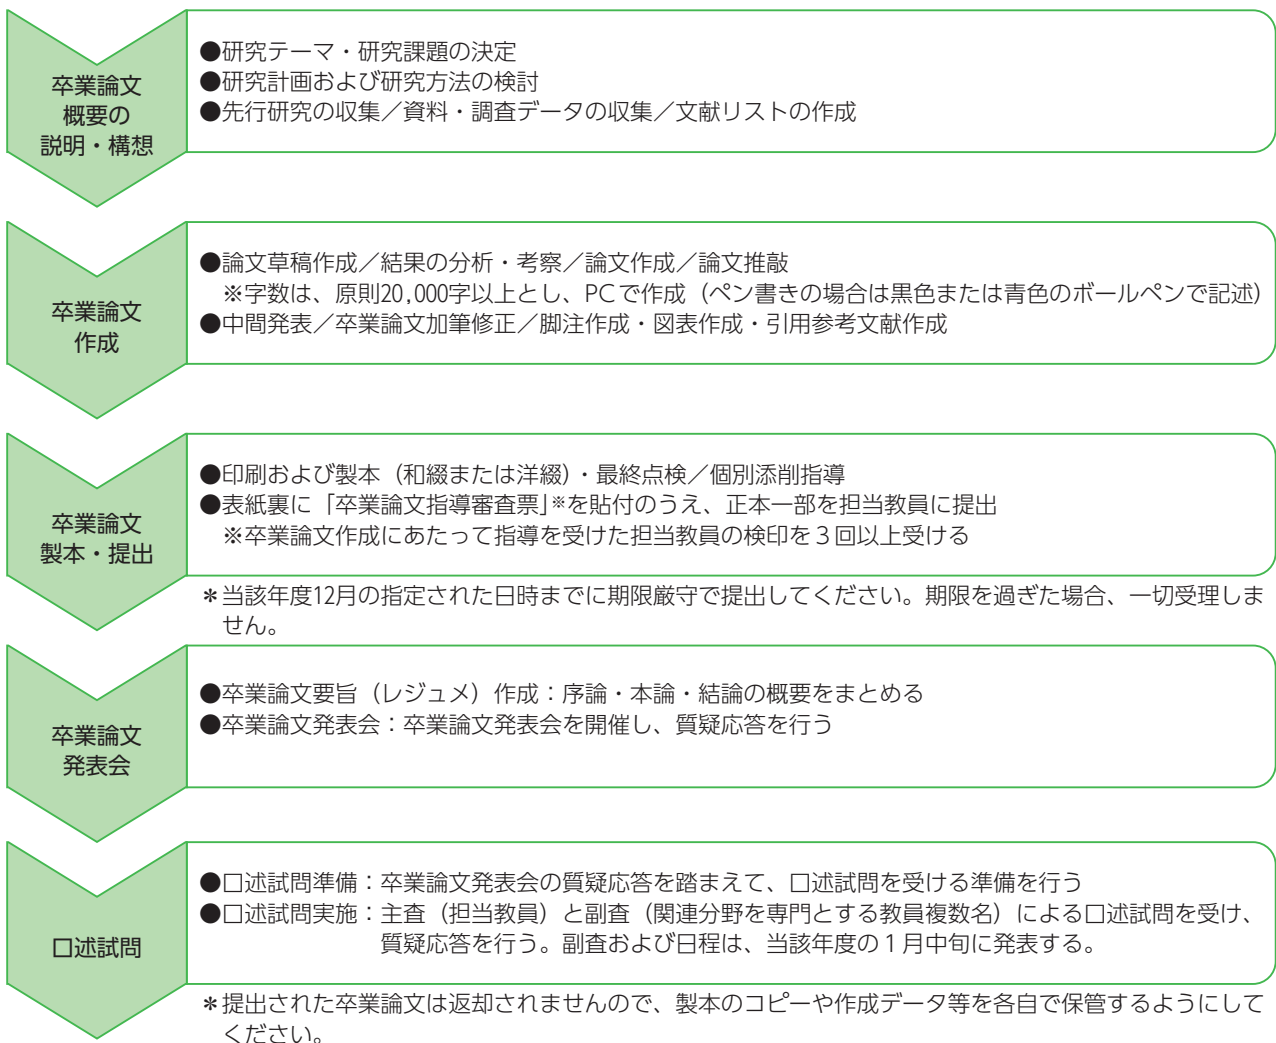 卒業論文
概要の
説明・構想
●研究テーマ・研究課題の決定
●研究計画および研究方法の検討
●先行研究の収集／資料・調査データの収集／文献リストの作成
卒業論文
作成
●論文草稿作成／結果の分析・考察／論文作成／論文推敲
※字数は、原則20,000字以上とし、PCで作成（ペン書きの場合は黒色または青色のボールペンで記述）
●中間発表／卒業論文加筆修正／脚注作成・図表作成・引用参考文献作成
卒業論文
製本・提出
●印刷および製本（和綴または洋綴）・最終点検／個別添削指導
●表紙裏に「卒業論文指導審査票」※を貼付のうえ、正本一部を担当教員に提出
※卒業論文作成にあたって指導を受けた担当教員の検印を３回以上受ける
＊当該年度12月の指定された日時までに期限厳守で提出してください。期限を過ぎた場合、一切受理しま
せん。
卒業論文
発表会
●卒業論文要旨（レジュメ）作成：序論・本論・結論の概要をまとめる
●卒業論文発表会：卒業論文発表会を開催し、質疑応答を行う
口述試問
●口述試問準備：卒業論文発表会の質疑応答を踏まえて、口述試問を受ける準備を行う
●口述試問実施：主査（担当教員）と副査（関連分野を専門とする教員複数名）による口述試問を受け、
質疑応答を行う。副査および日程は、当該年度の１月中旬に発表する。
＊提出された卒業論文は返却されませんので、製本のコピーや作成データ等を各自で保管するようにして
ください。